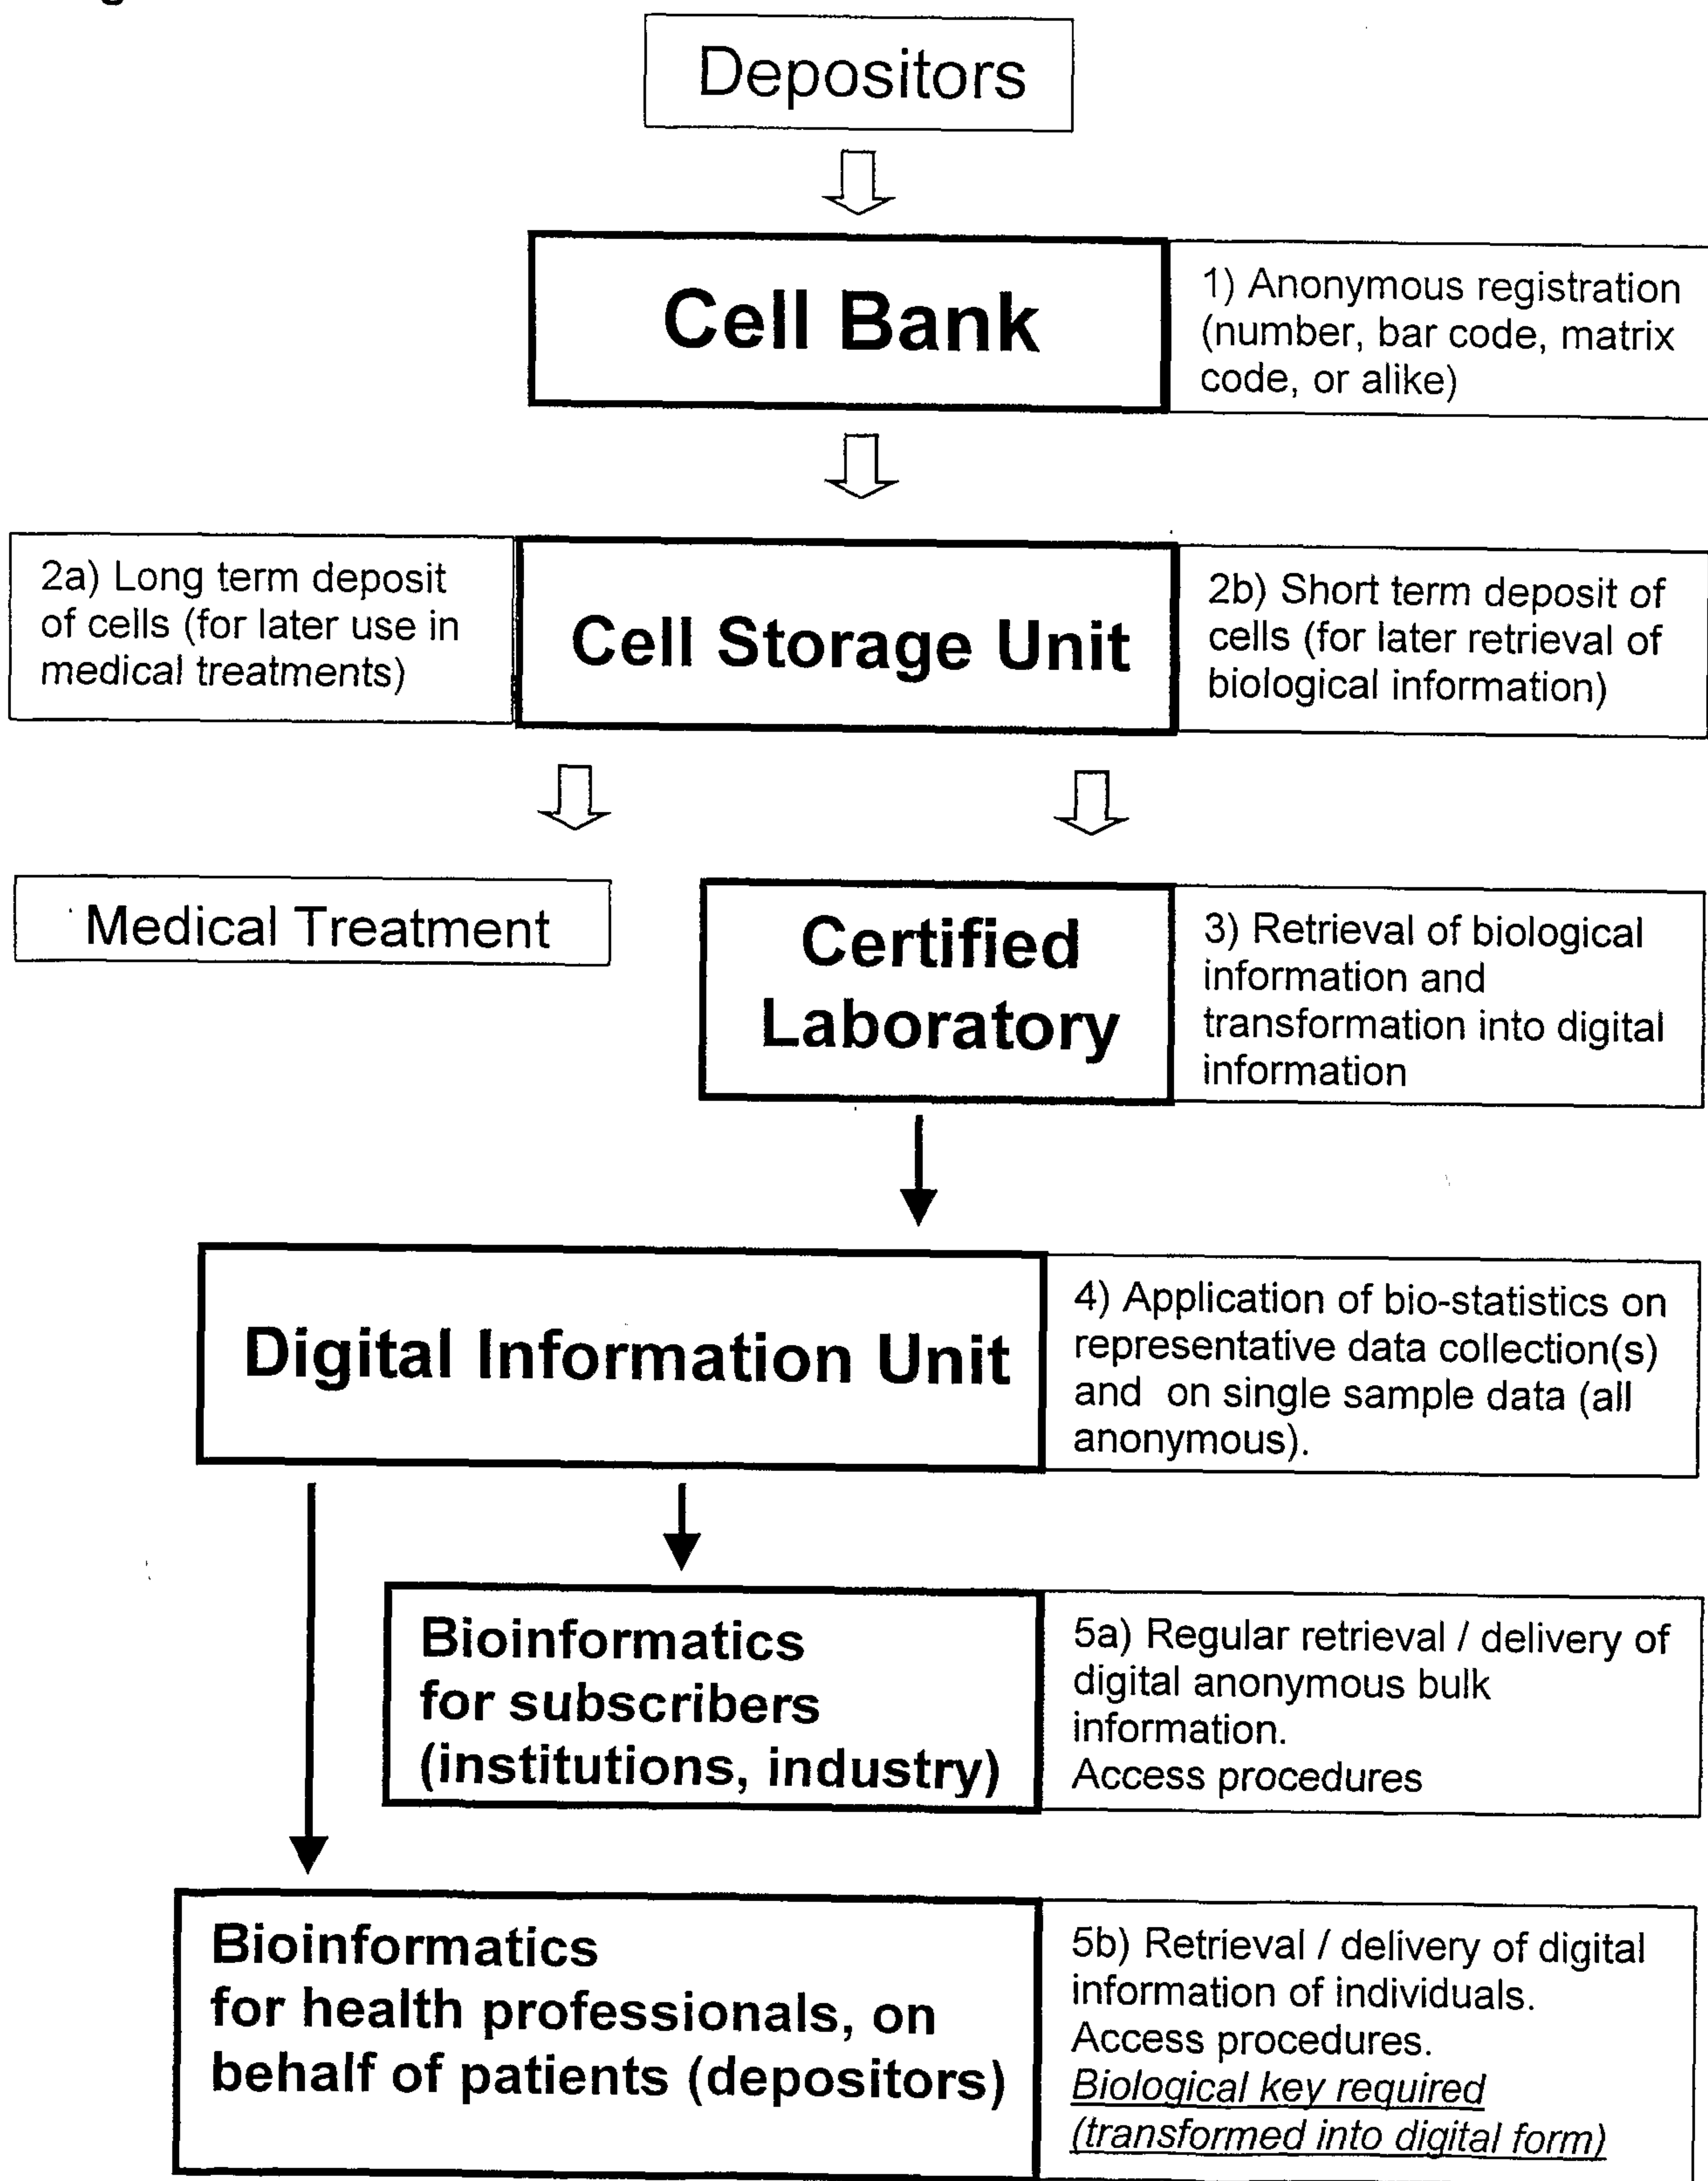 Depositors
Cell Bank
1) Anonymous registration
(number, bar code, matrix
code, or alike)
2a) Long term deposit
of cells (for later use in
medical treatments)
Cell Storage Unit
2b) Short term deposit of
cells (for later retrieval of
biological information)
Medical Treatment
Certified
Laboratory
3) Retrieval of biological
information and
transformation into digital
information
Digital Information Unit
4) Application of bio-statistics on
representative data collection(s)
and on single sample data (all
anonymous).
Bioinformatics
for subscribers
(institutions, industry)
5a) Regular retrieval / delivery of
digital anonymous bulk
information.
Access procedures
Bioinformatics
for health professionals, on
behalf of patients (depositors)
5b) Retrieval / delivery of digital
information of individuals.
Access procedures.
Biological key required
(transformed into digital form)